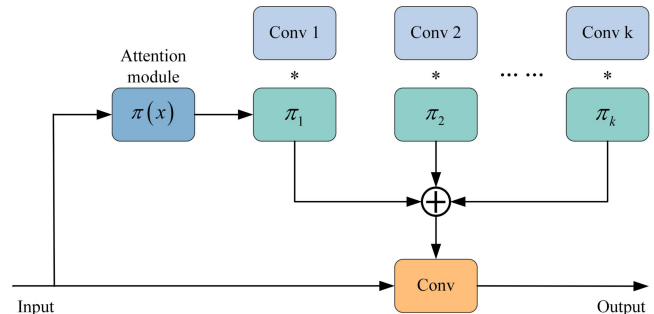 Conv 1
Conv 2
Conv k
Attention
module
*
*
... ...
*
π(x)
π₁
π₂
πₖ
Conv
Input
Output